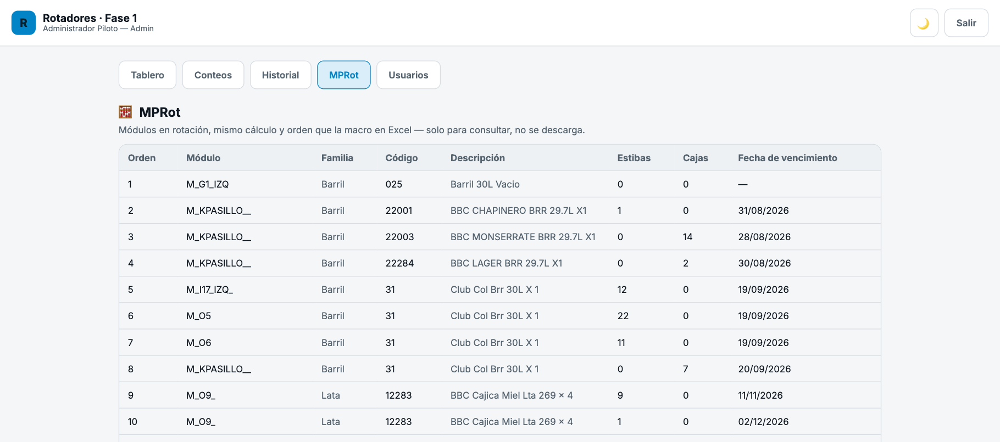 R
Rotadores · Fase 1
Administrador Piloto — Admin
Salir
Tablero Conteos Historial MPRot Usuarios
MPRot
Módulos en rotación, mismo cálculo y orden que la macro en Excel — solo para consultar, no se descarga.
Orden Módulo Familia Código Descripción Estibas Cajas Fecha de vencimiento
1 M_G1_IZQ Barril 025 Barril 30L Vacio 0 0 —
2 M_KPASILLO__ Barril 22001 BBC CHAPINERO BRR 29.7L X1 1 0 31/08/2026
3 M_KPASILLO__ Barril 22003 BBC MONSERRATE BRR 29.7L X1 0 14 28/08/2026
4 M_KPASILLO__ Barril 22284 BBC LAGER BRR 29.7L X1 0 2 30/08/2026
5 M_I17_IZQ_ Barril 31 Club Col Brr 30L X 1 12 0 19/09/2026
6 M_O5 Barril 31 Club Col Brr 30L X 1 22 0 19/09/2026
7 M_O6 Barril 31 Club Col Brr 30L X 1 11 0 19/09/2026
8 M_KPASILLO__ Barril 31 Club Col Brr 30L X 1 0 7 20/09/2026
9 M_O9_ Lata 12283 BBC Cajica Miel Lta 269 × 4 9 0 11/11/2026
10 M_O9_ Lata 12283 BBC Cajica Miel Lta 269 × 4 1 0 02/12/2026